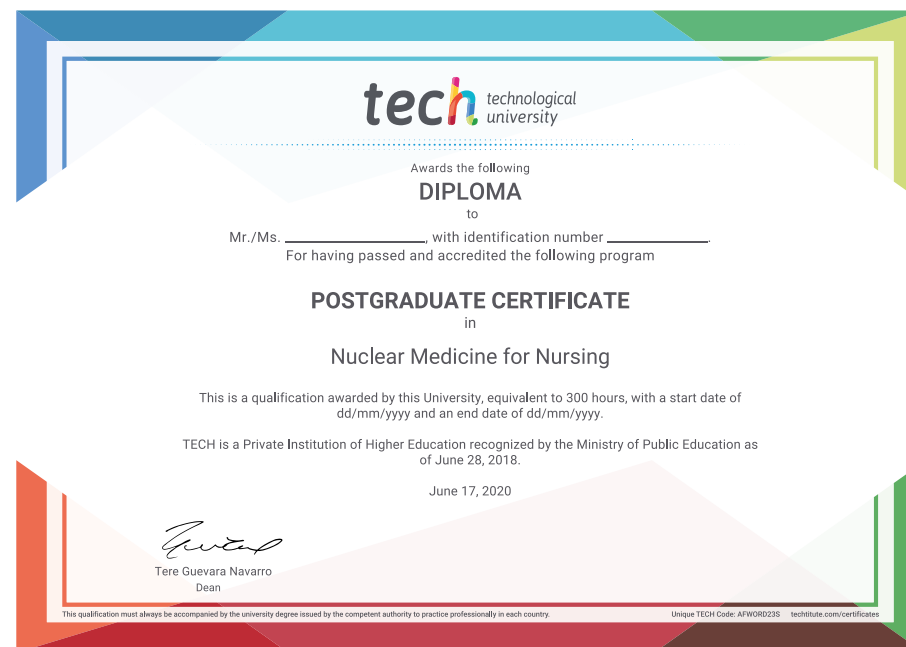 tech technological
university
Awards the following
DIPLOMA
to
Mr./Ms. ____________________, with identification number ______________.
For having passed and accredited the following program
POSTGRADUATE CERTIFICATE
in
Nuclear Medicine for Nursing
This is a qualification awarded by this University, equivalent to 300 hours, with a start date of
dd/mm/yyyy and an end date of dd/mm/yyyy.
TECH is a Private Institution of Higher Education recognized by the Ministry of Public Education as
of June 28, 2018.
June 17, 2020
Tere Guevara Navarro
Dean
This qualification must always be accompanied by the university degree issued by the competent authority to practice professionally in each country. Unique TECH Code: AFWORD23S techtitute.com/certificates